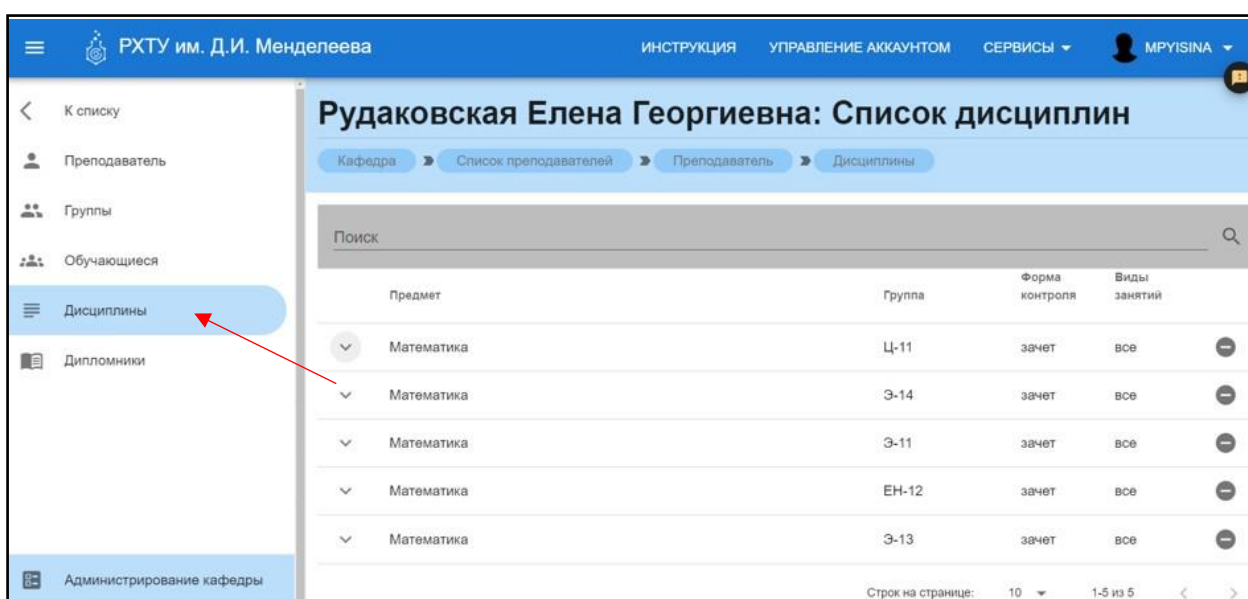 РХТУ им. Д.И. Менделеева
ИНСТРУКЦИЯ УПРАВЛЕНИЕ АККАУНТОМ СЕРВИСЫ MPYISINA
К списку
Преподаватель
Группы
Обучающиеся
Дисциплины
Дипломники
Администрирование кафедры
Рудаковская Елена Георгиевна: Список дисциплин
Кафедра Список преподавателей Преподаватель Дисциплины
Поиск
Предмет Группа Форма контроля Виды занятий
Математика Ц-11 зачет все
Математика Э-14 зачет все
Математика Э-11 зачет все
Математика ЕН-12 зачет все
Математика Э-13 зачет все
Строк на странице: 10 1-5 из 5